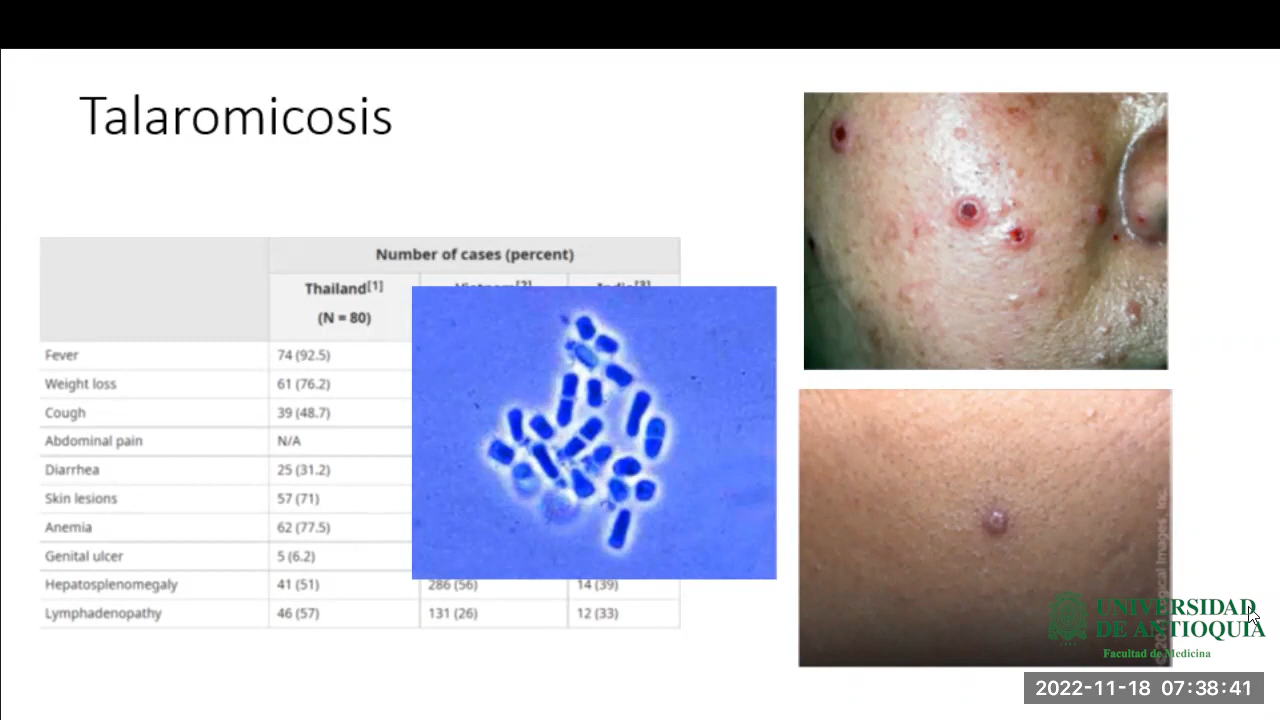 Talaromicosis
Number of cases (percent)
Thailand[1]
(N = 80)
Fever 74 (92.5)
Weight loss 61 (76.2)
Cough 39 (48.7)
Abdominal pain N/A
Diarrhea 25 (31.2)
Skin lesions 57 (71)
Anemia 62 (77.5)
Genital ulcer 5 (6.2)
Hepatosplenomegaly 41 (51) 286 (56) 14 (39)
Lymphadenopathy 46 (57) 131 (26) 12 (33)
UNIVERSIDAD
DE ANTIOQUIA
Facultad de Medicina
2022-11-18 07:38:41